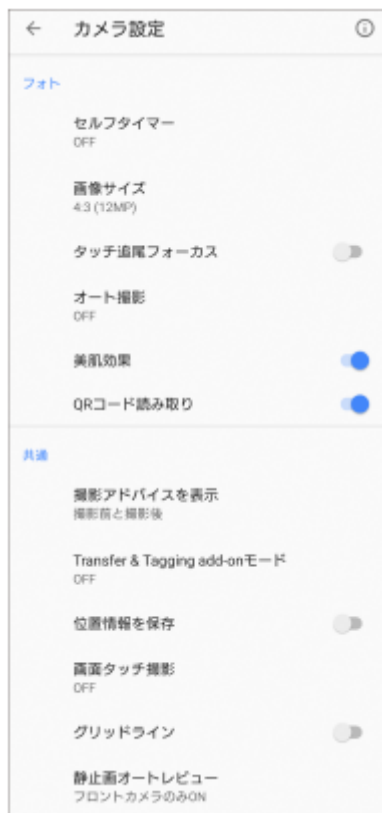 カメラ設定
フォト
セルフタイマー
OFF
画像サイズ
4:3 (12MP)
タッチ追尾フォーカス
オート撮影
OFF
美肌効果
QRコード読み取り
共通
撮影アドバイスを表示
撮影前と撮影後
Transfer & Tagging add-onモード
OFF
位置情報を保存
画面タッチ撮影
OFF
グリッドライン
静止画オートレビュー
フロントカメラのみON